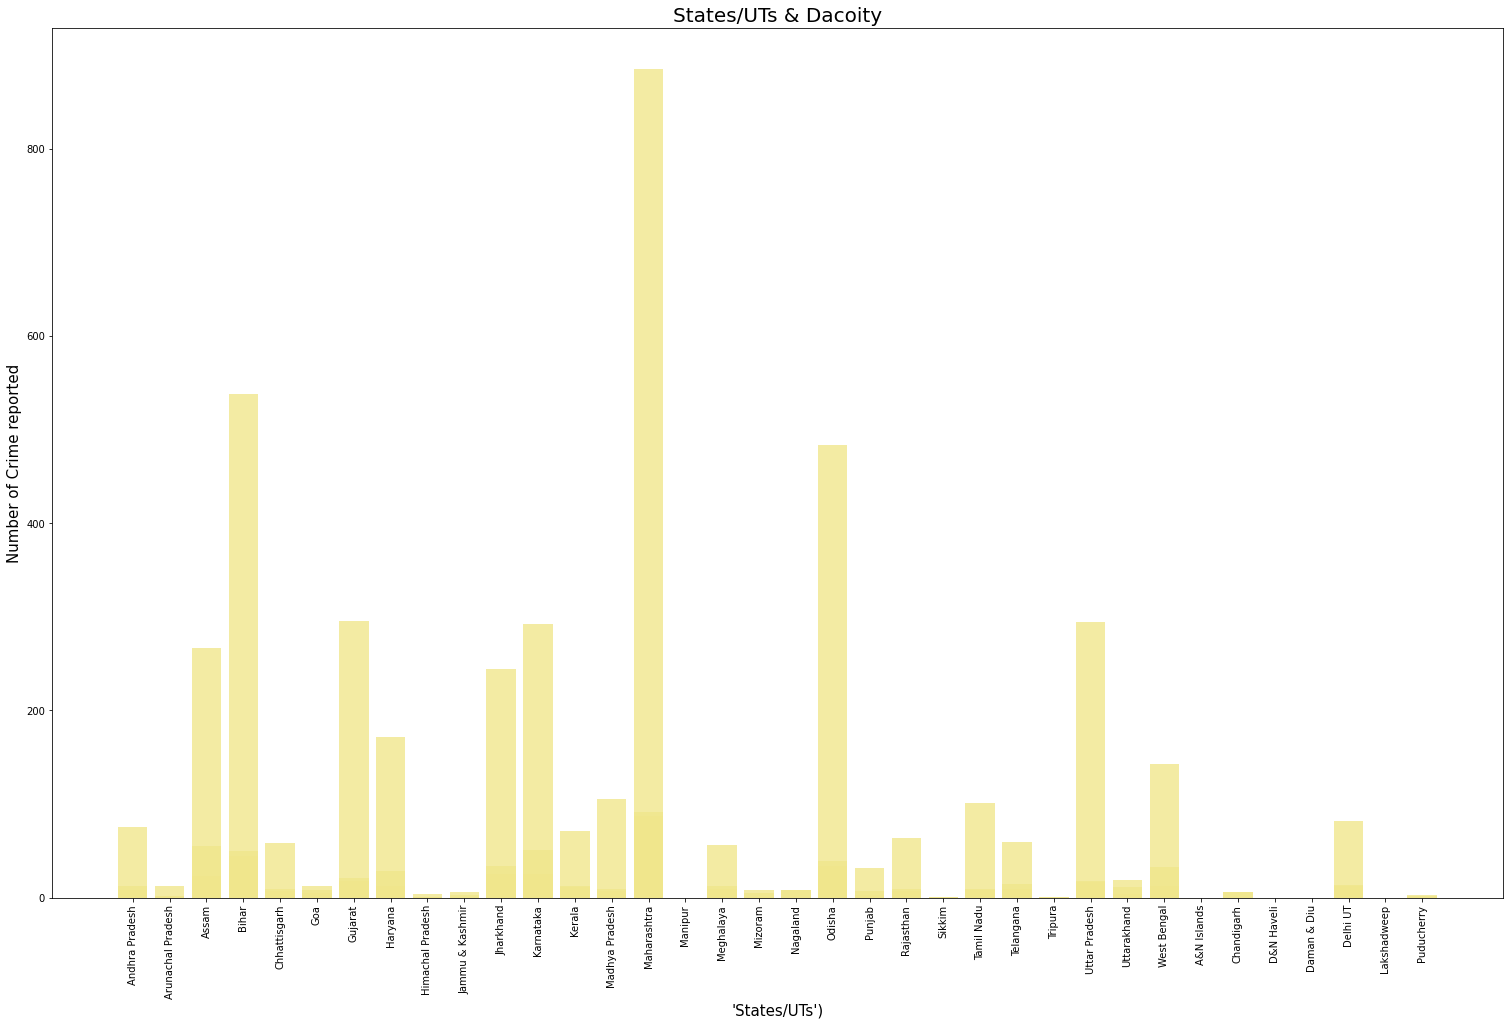 States/UTs & Dacoity
Number of Crime reported
800
600
400
200
0
Andhra Pradesh
Arunachal Pradesh
Assam
Bihar
Chhattisgarh
Goa
Gujarat
Haryana
Himachal Pradesh
Jammu & Kashmir
Jharkhand
Karnataka
Kerala
Madhya Pradesh
Maharashtra
Manipur
Meghalaya
Mizoram
Nagaland
Odisha
Punjab
Rajasthan
Sikkim
Tamil Nadu
Telangana
Tripura
Uttar Pradesh
Uttarakhand
West Bengal
A&N Islands
Chandigarh
D&N Haveli
Daman & Diu
Delhi UT
Lakshadweep
Puducherry
'States/UTs')